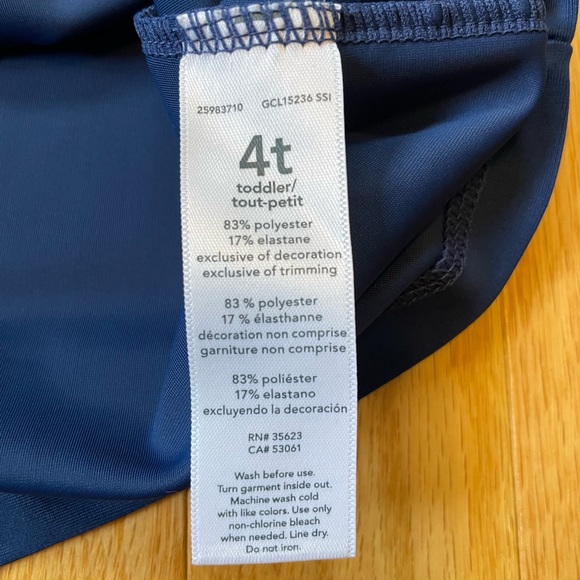 25983710 GCL15236 SSI
4t
toddler/
tout-petit
83% polyester
17% elastane
exclusive of decoration
exclusive of trimming
83 % polyester
17 % élasthanne
décoration non comprise
garniture non comprise
83% poliéster
17% elastano
excluyendo la decoración
RN# 35623
CA# 53061
Wash before use.
Turn garment inside out.
Machine wash cold
with like colors. Use only
non-chlorine bleach
when needed. Line dry.
Do not iron.